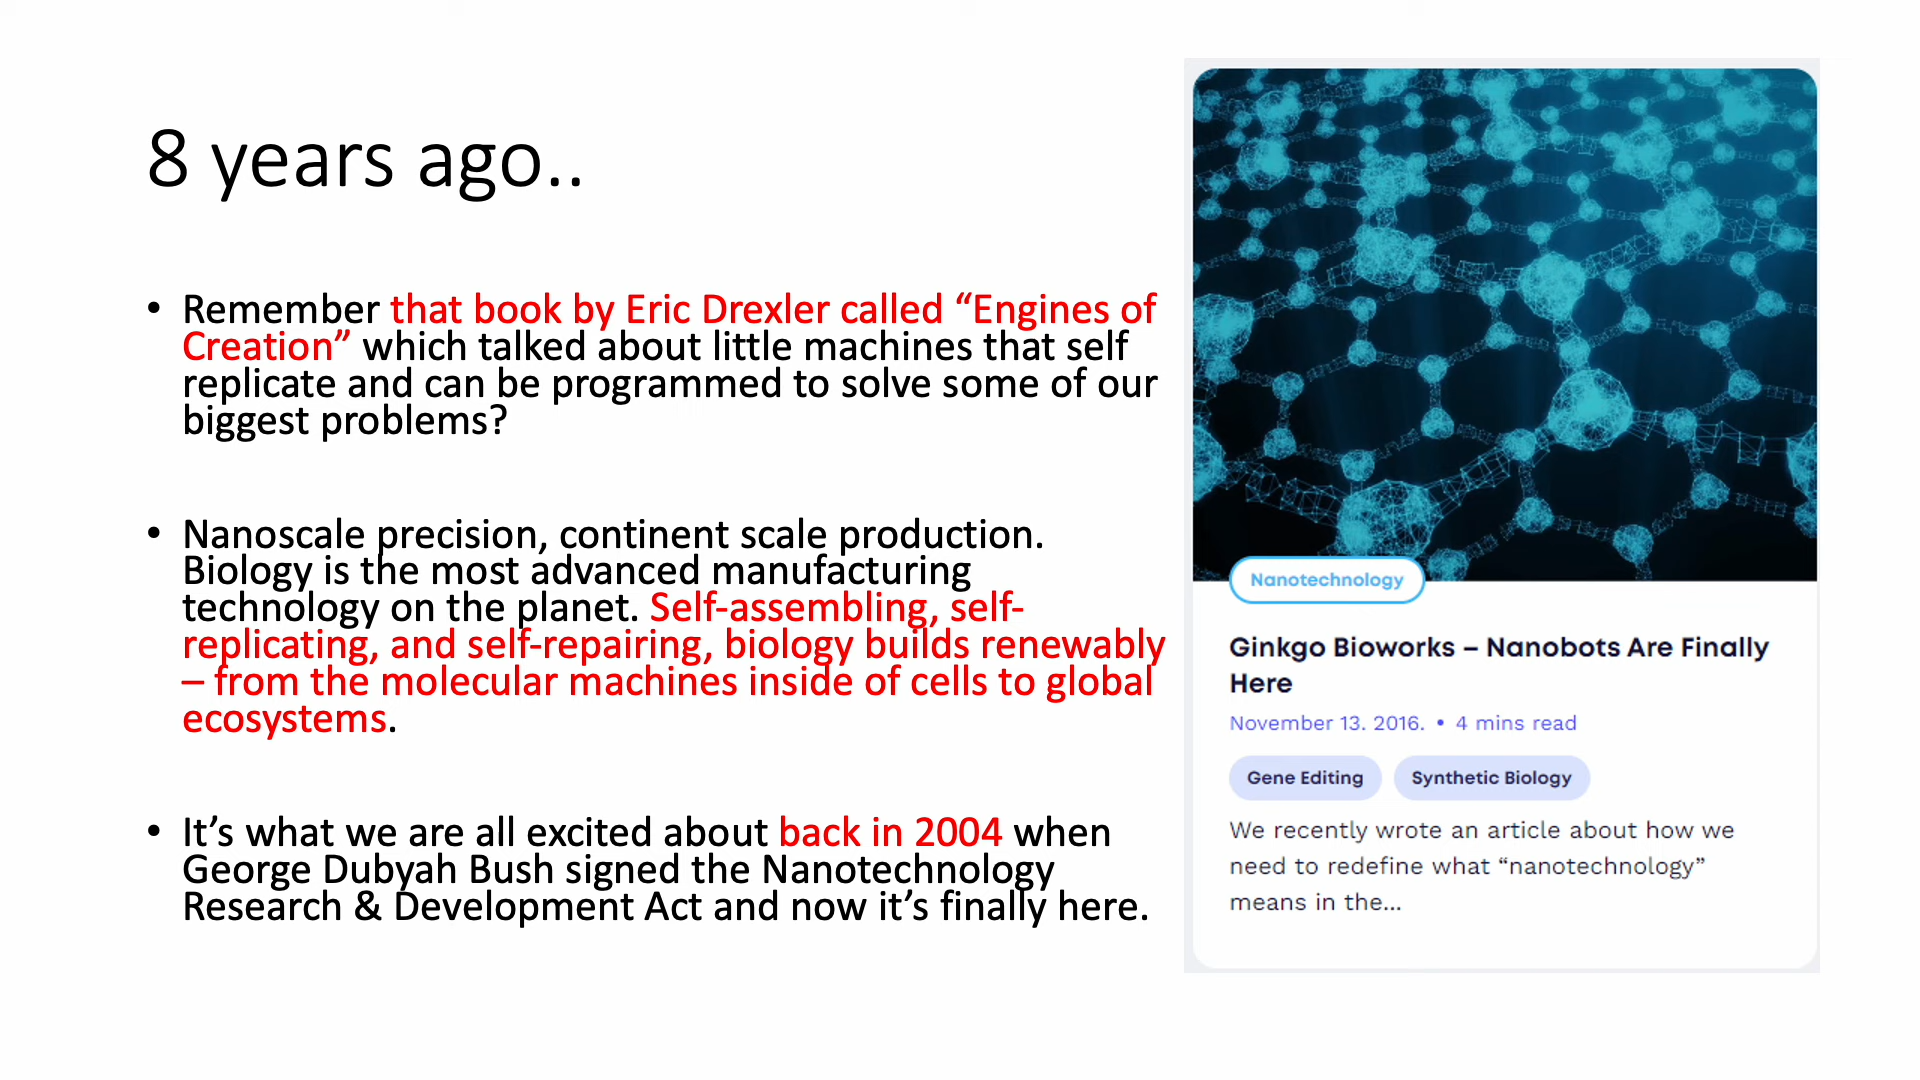 8 years ago..
• Remember that book by Eric Drexler called “Engines of
Creation” which talked about little machines that self
replicate and can be programmed to solve some of our
biggest problems?
• Nanoscale precision, continent scale production.
Biology is the most advanced manufacturing
technology on the planet. Self-assembling, self-
replicating, and self-repairing, biology builds renewably
– from the molecular machines inside of cells to global
ecosystems.
• It’s what we are all excited about back in 2004 when
George Dubyah Bush signed the Nanotechnology
Research & Development Act and now it’s finally here.
Nanotechnology
Ginkgo Bioworks – Nanobots Are Finally
Here
November 13. 2016. • 4 mins read
Gene Editing Synthetic Biology
We recently wrote an article about how we
need to redefine what “nanotechnology”
means in the...